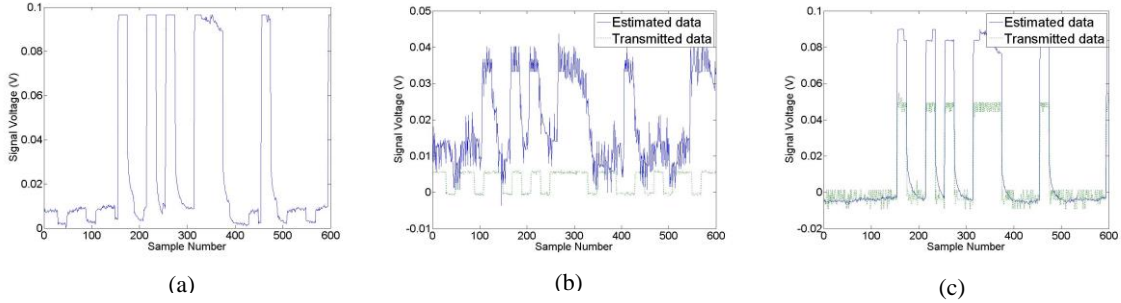 0.1
0.08
0.06
0.04
0.02
0
Signal Voltage (V)
0 100 200 300 400 500 600
Sample Number
(a)
0.05
0.04
0.03
0.02
0.01
0
-0.01
Signal Voltage (V)
Estimated data
Transmitted data
0 100 200 300 400 500 600
Sample Number
(b)
0.1
0.08
0.06
0.04
0.02
0
-0.02
Signal Voltage (V)
Estimated data
Transmitted data
0 100 200 300 400 500 600
Sample Number
(c)